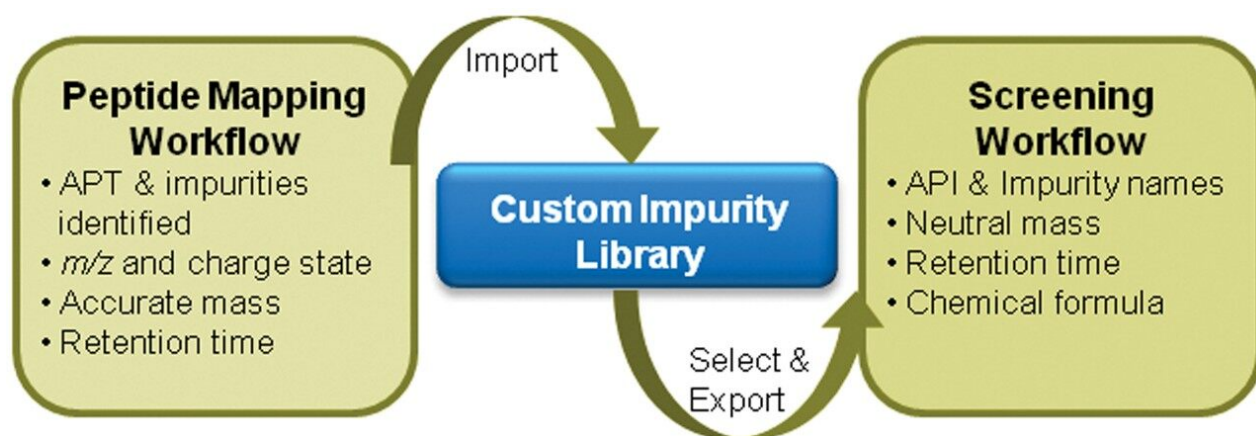 Peptide Mapping
Workflow
• APT & impurities
identified
• m/z and charge state
• Accurate mass
• Retention time
Import
Custom Impurity
Library
Select &
Export
Screening
Workflow
• API & Impurity names
• Neutral mass
• Retention time
• Chemical formula